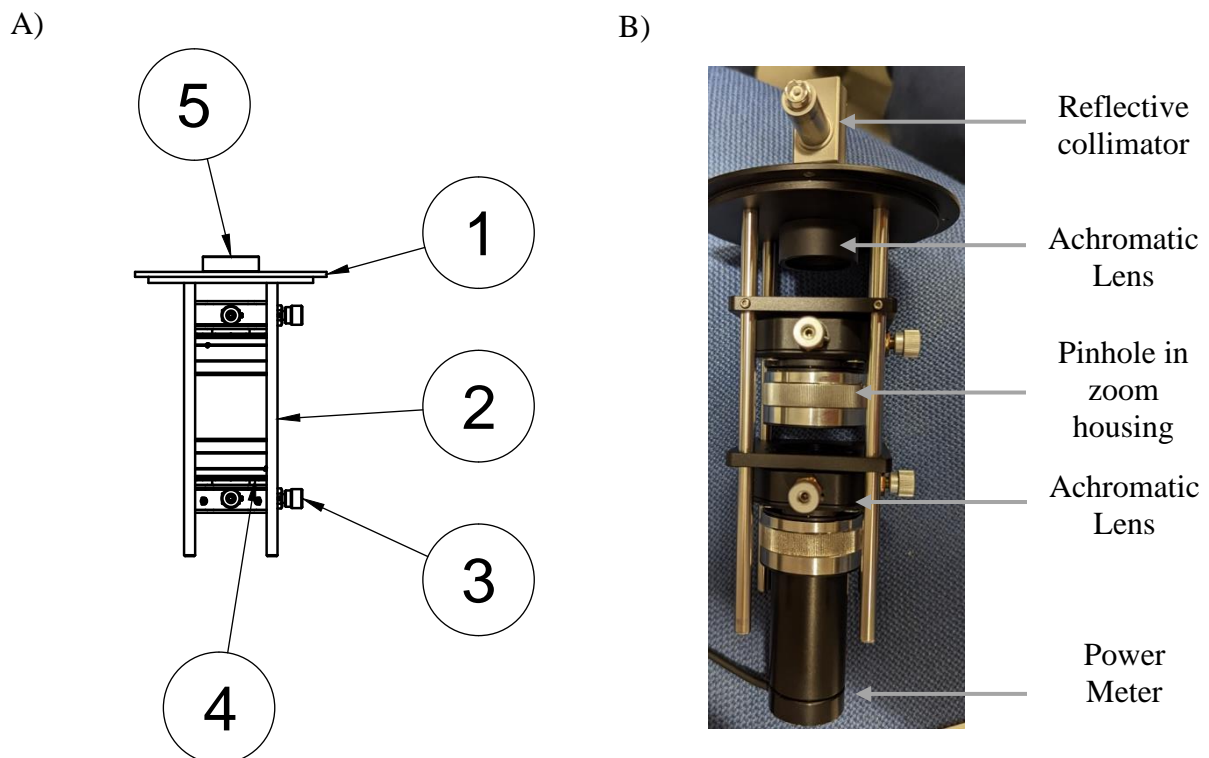 A)
5
1
2
3
4
B)
Reflective
collimator
Achromatic
Lens
Pinhole in
zoom
housing
Achromatic
Lens
Power
Meter